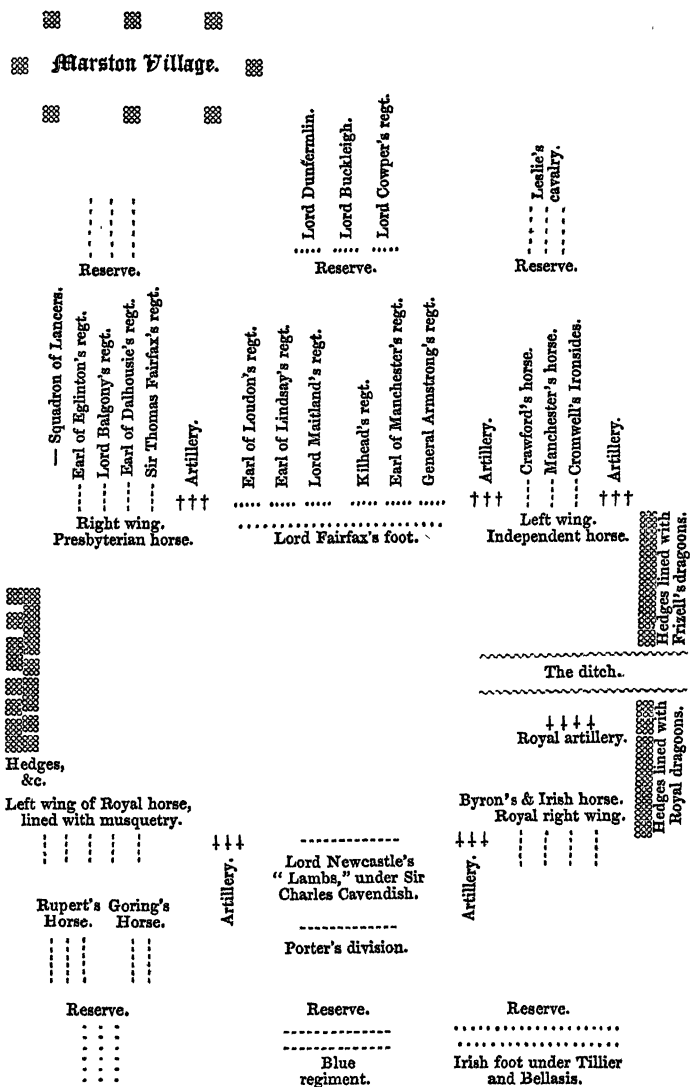 Marston Village.
Lord Dunfermlin.
Lord Buckleigh.
Lord Cowper's regt.
Leslie's
cavalry.
Reserve.
Reserve.
Reserve.
— Squadron of Lancers.
Earl of Eglinton's regt.
Lord Balgony's regt.
Earl of Dalhousie's regt.
Sir Thomas Fairfax's regt.
Artillery.
Earl of Loudon's regt.
Earl of Lindsay's regt.
Lord Maitland's regt.
Kilhead's regt.
Earl of Manchester's regt.
General Armstrong's regt.
Artillery.
Crawford's horse.
Manchester's horse.
Cromwell's Ironsides.
Artillery.
Right wing.
Presbyterian horse.
Lord Fairfax's foot.
Left wing.
Independent horse.
Hedges lined with
Frizell's dragoons.
The ditch.
Royal artillery.
Hedges lined with
Royal dragoons.
Hedges,
&c.
Left wing of Royal horse,
lined with musquetry.
Byron's & Irish horse.
Royal right wing.
Artillery.
Lord Newcastle's
"Lambs," under Sir
Charles Cavendish.
Artillery.
Rupert's
Horse.
Goring's
Horse.
Porter's division.
Reserve.
Reserve.
Reserve.
Blue
regiment.
Irish foot under Tillier
and Bellasis.